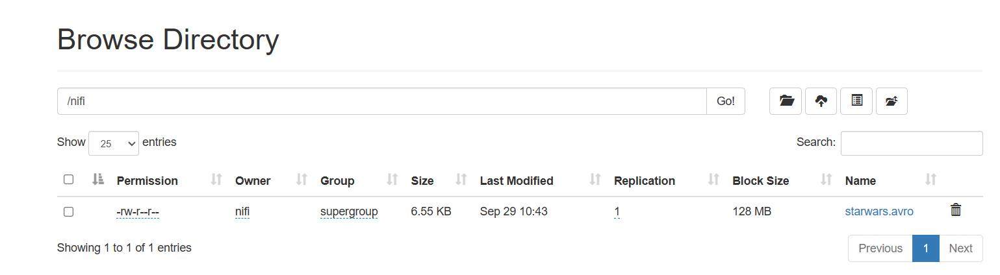 Browse Directory
/nifi Go!
Show 25 entries Search:
Permission Owner Group Size Last Modified Replication Block Size Name
-rw-r--r-- nifi supergroup 6.55 KB Sep 29 10:43 1 128 MB starwars.avro
Showing 1 to 1 of 1 entries Previous 1 Next